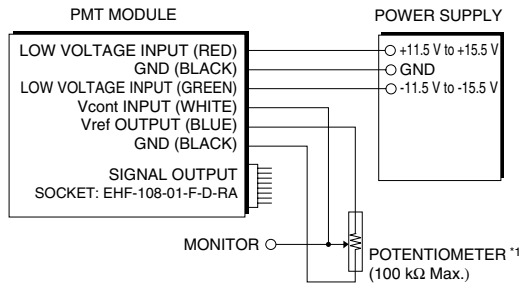 PMT MODULE
POWER SUPPLY
LOW VOLTAGE INPUT (RED)
GND (BLACK)
LOW VOLTAGE INPUT (GREEN)
Vcont INPUT (WHITE)
Vref OUTPUT (BLUE)
GND (BLACK)
SIGNAL OUTPUT
SOCKET: EHF-108-01-F-D-RA
+11.5 V to +15.5 V
GND
-11.5 V to -15.5 V
MONITOR
POTENTIOMETER *1
(100 kΩ Max.)